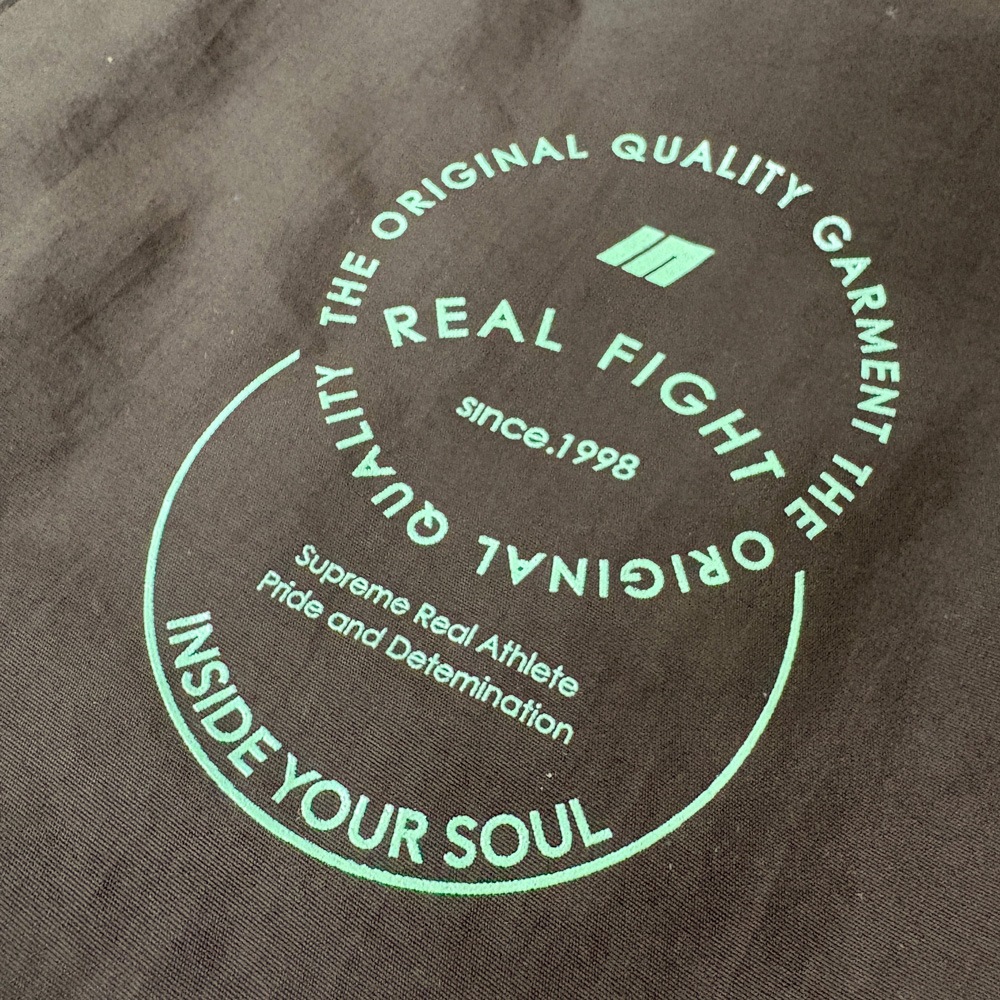 THE ORIGINAL QUALITY GARMENT THE ORIGINAL QUALITY
REAL FIGHT
since.1998
Supreme Real Athlete
Pride and Detemination
INSIDE YOUR SOUL